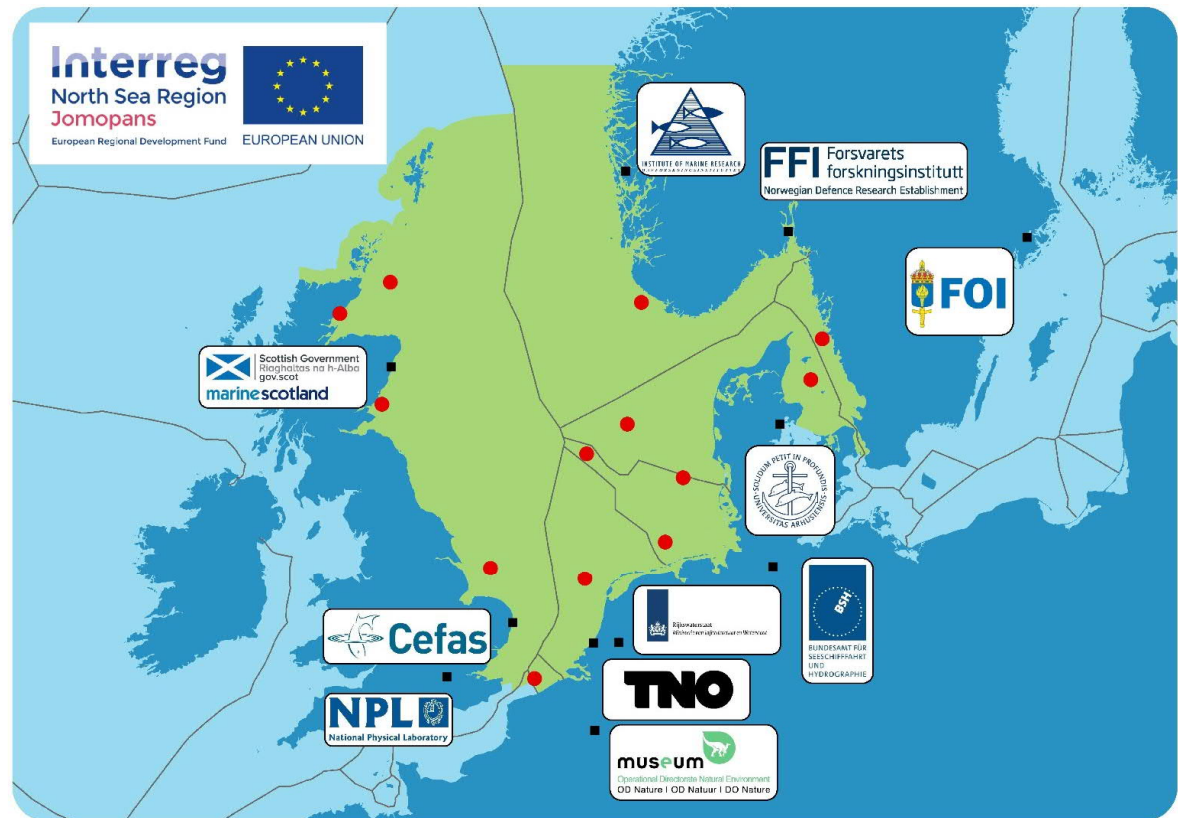 Interreg
North Sea Region
Jomopans
European Regional Development Fund
EUROPEAN UNION
INSTITUTE OF MARINE RESEARCH
HAVFORSKNINGSINSTITUTTET
FFI Forsvarets
forskningsinstitutt
Norwegian Defence Research Establishment
FOI
Scottish Government
Riaghaltas na h-Alba
gov.scot
marinescotland
SOLIDUM PETIT IN PROFUNDIS
UNIVERSITAS ARHUSIENSIS
Cefas
Rijkswaterstaat
BSH
BUNDESAMT FÜR
SEESCHIFFFAHRT
UND
HYDROGRAPHIE
TNO
NPL
National Physical Laboratory
museum
Operational Directorate Natural Environment
OD Nature | OD Natuur | DO Nature